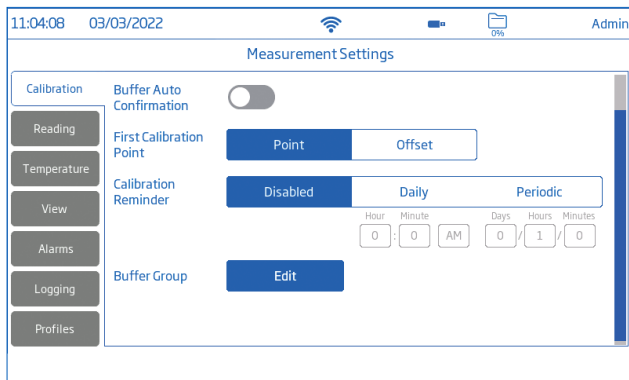 11:04:08 03/03/2022 0% Admin
Measurement Settings
Calibration
Reading
Temperature
View
Alarms
Logging
Profiles
Buffer Auto
Confirmation
First Calibration
Point
Point Offset
Calibration
Reminder
Disabled Daily Periodic
Hour Minute Days Hours Minutes
0 : 0 AM 0 / 1 / 0
Buffer Group
Edit